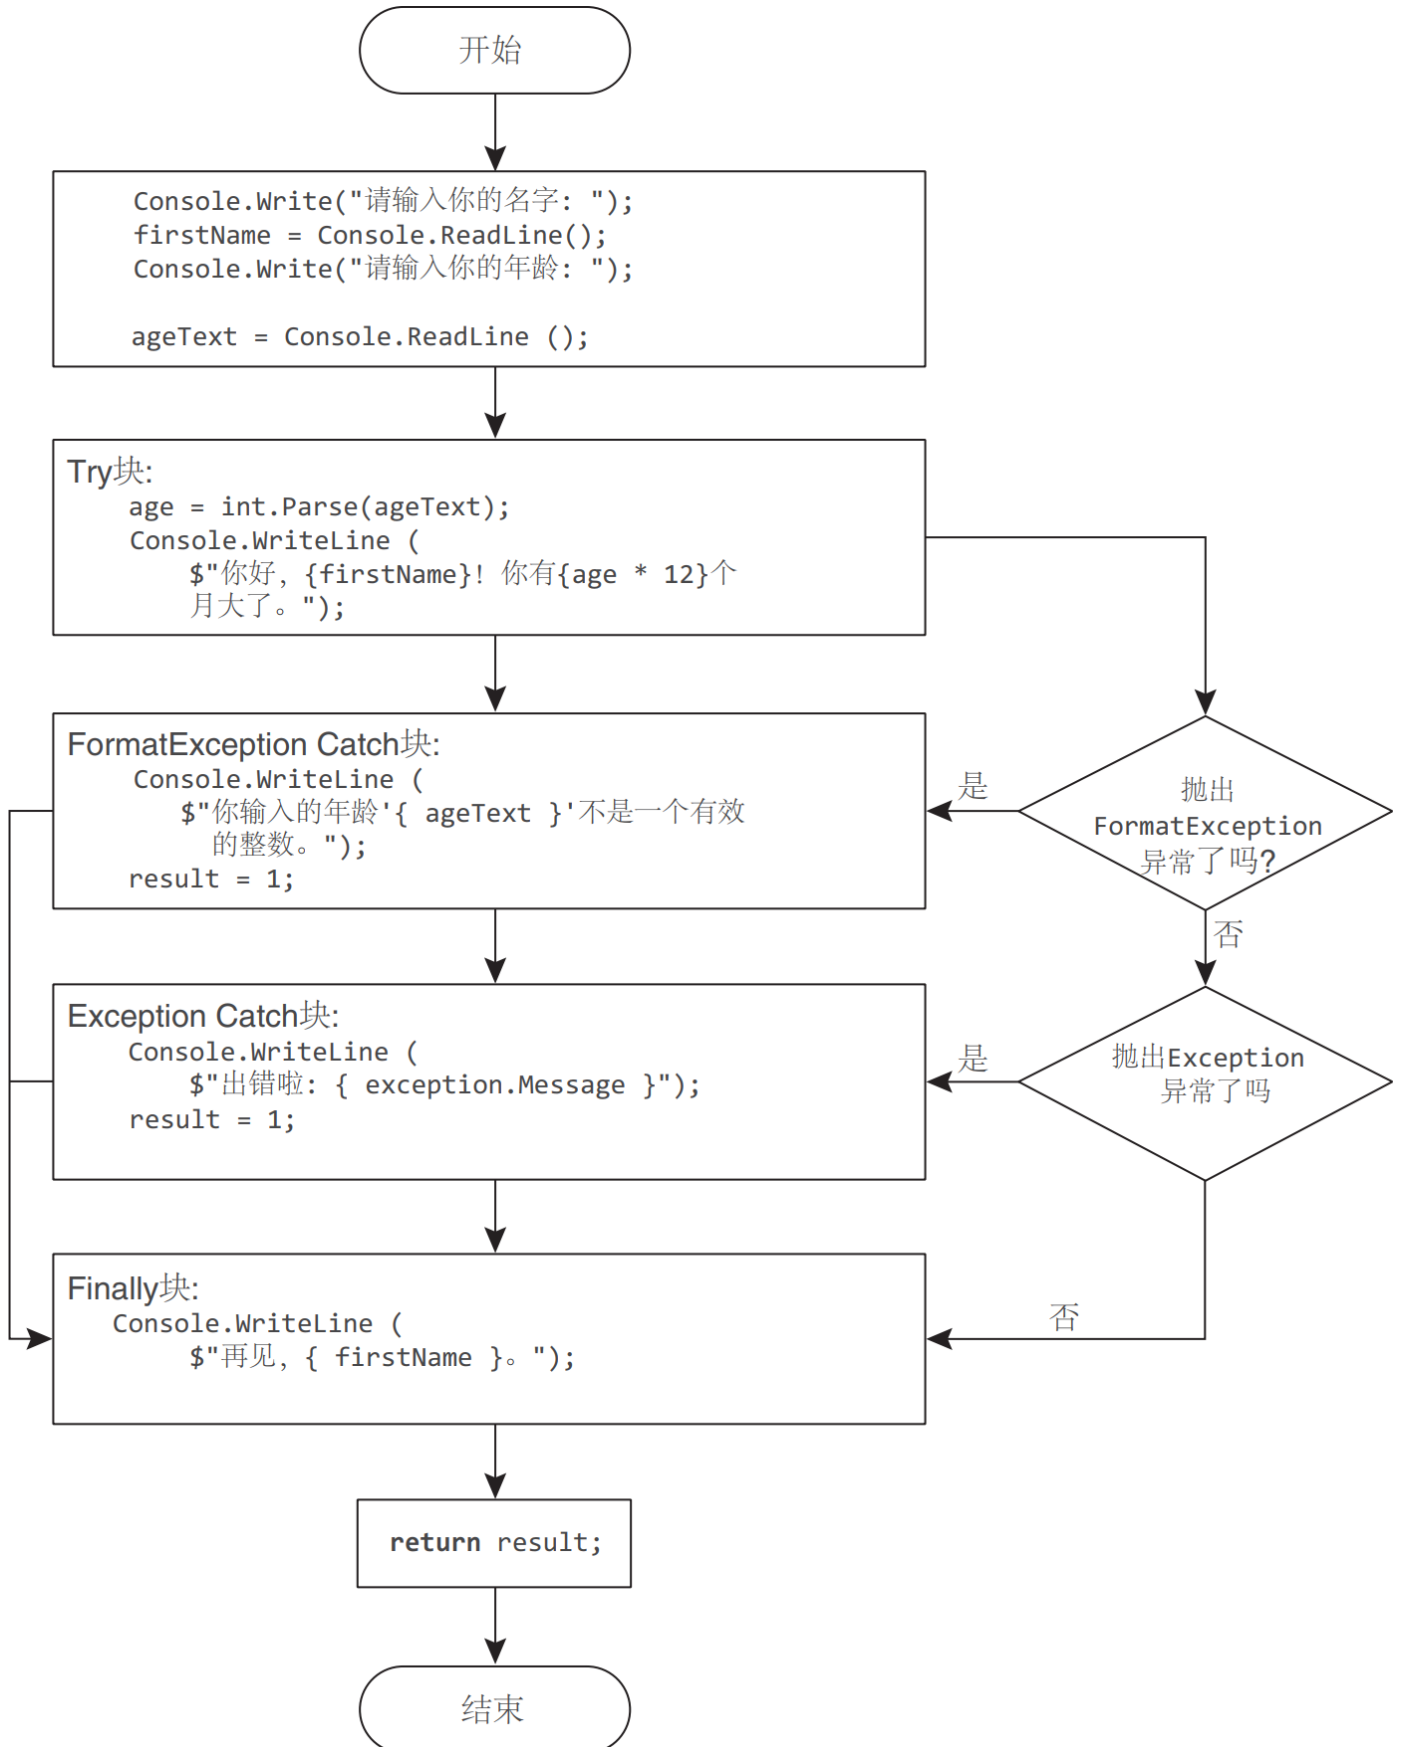 开始
Console.Write("请输入你的名字: ");
firstName = Console.ReadLine();
Console.Write("请输入你的年龄: ");
ageText = Console.ReadLine ();
Try块:
age = int.Parse(ageText);
Console.WriteLine (
$"你好, {firstName}! 你有{age * 12}个
月大了。");
FormatException Catch块:
Console.WriteLine (
$"你输入的年龄'{ ageText }'不是一个有效
的整数。");
result = 1;
是
抛出
FormatException
异常了吗?
否
Exception Catch块:
Console.WriteLine (
$"出错啦: { exception.Message }");
result = 1;
是
抛出Exception
异常了吗
Finally块:
Console.WriteLine (
$"再见, { firstName }。");
否
return result;
结束